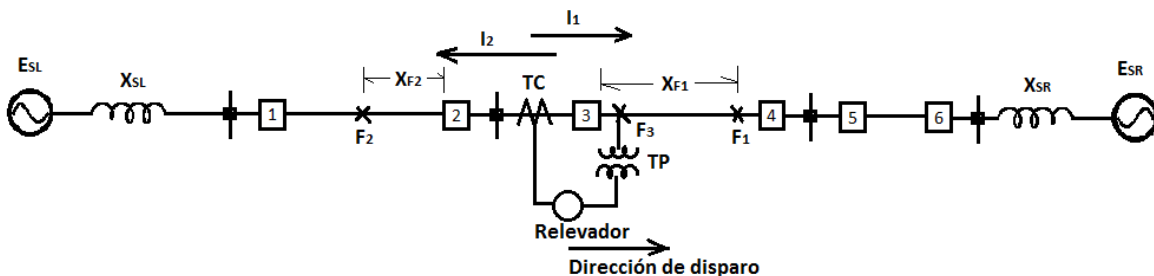 I1
I2
ESL
XSL
XF2
TC
XF1
XSR
ESR
1
2
3
4
5
6
F2
F3
F1
TP
Relevador
Dirección de disparo